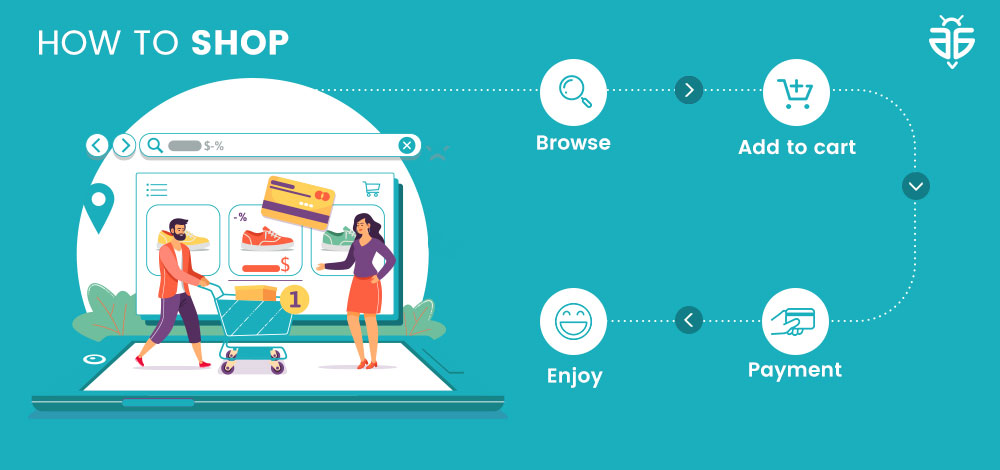 HOW TO SHOP
$-%
-%
$
1
Browse
Add to cart
Payment
Enjoy